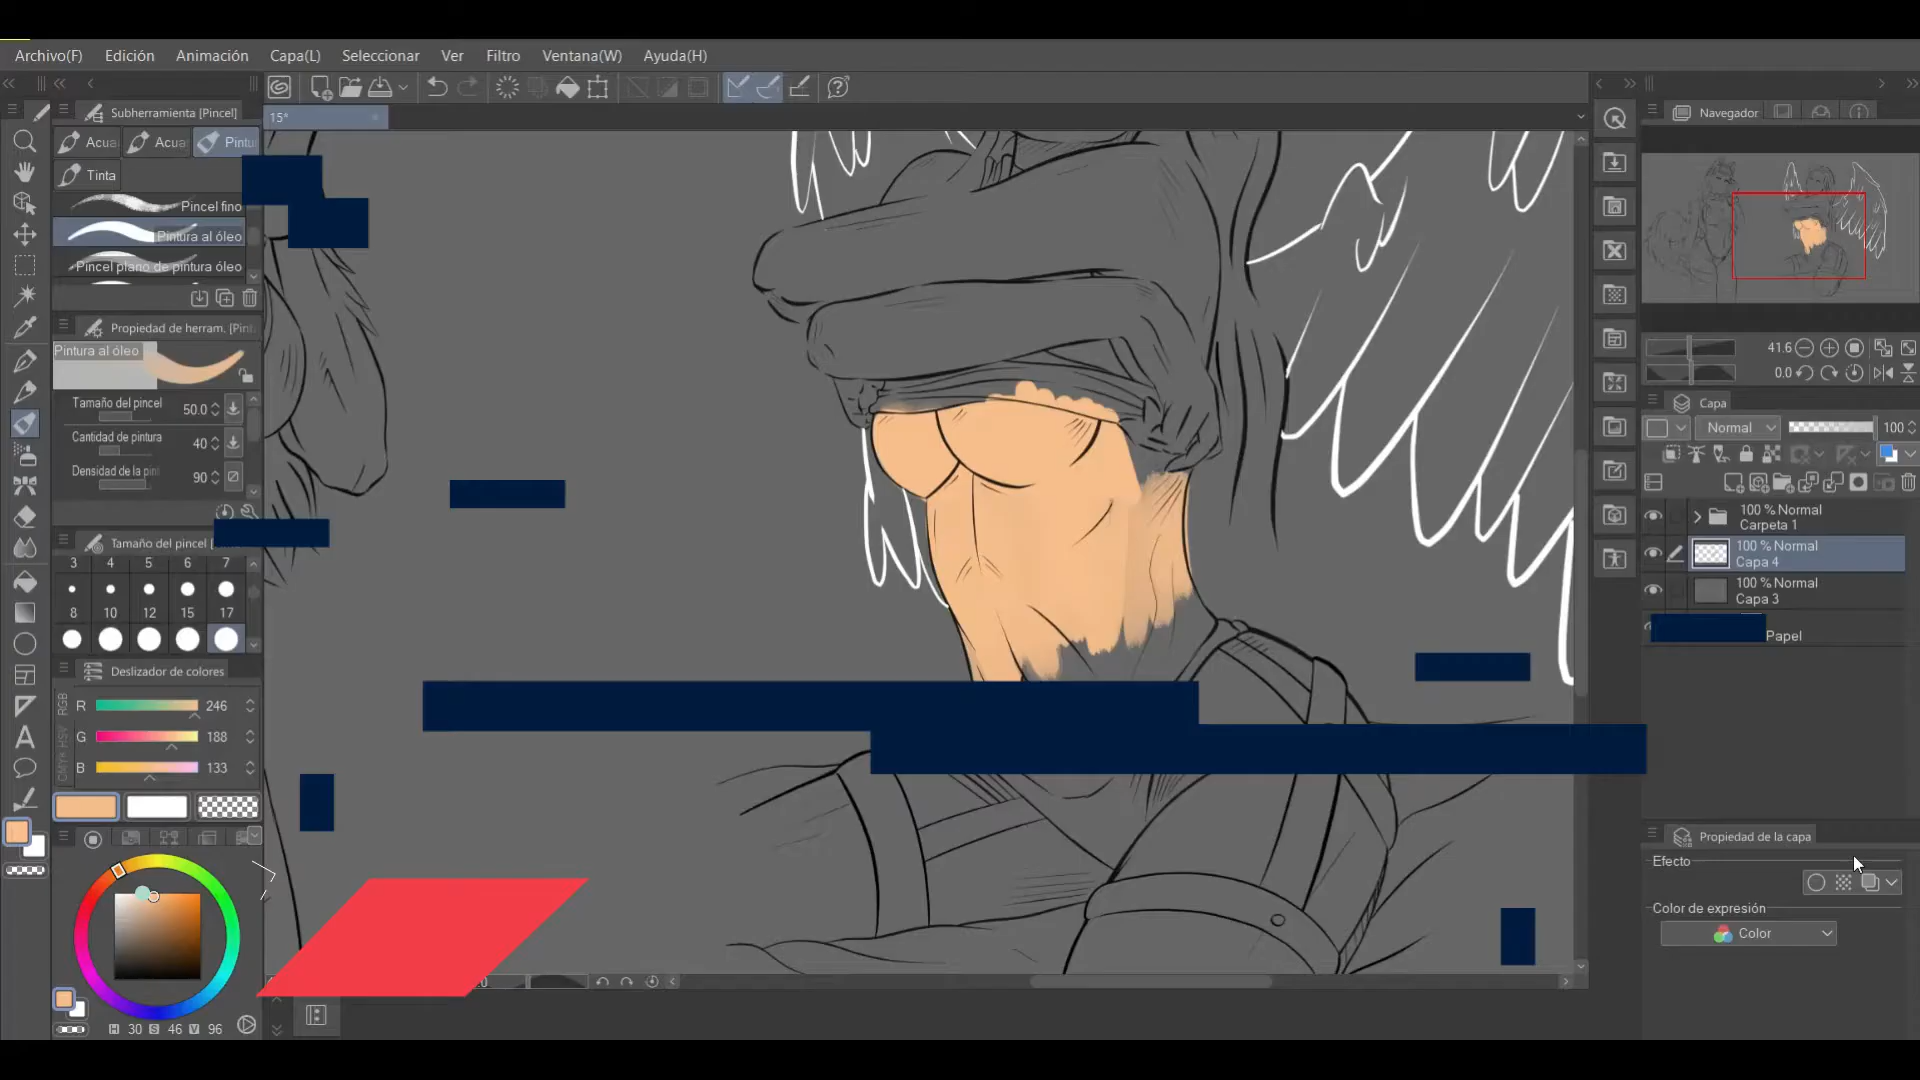 Archivo(F) Edición Animación Capa(L) Seleccionar Ver Filtro Ventana(W) Ayuda(H)
Subherramienta [Pincel]
15*
Navegador
Acua Acua Pintu
Tinta
Pincel fino
Pintura al óleo
Pincel plano de pintura óleo
Propiedad de herram. [Pint
Pintura al óleo
41.6
0.0
Tamaño del pincel 50.0
Capa
Normal 100
Cantidad de pintura 40
Densidad de la pint 90
100 % Normal
Carpeta 1
Tamaño del pincel [
100 % Normal
Capa 4
3 4 5 6 7
100 % Normal
Capa 3
8 10 12 15 17
Papel
Deslizador de colores
RGB
HSV
CMYK
R 246
G 188
B 133
Propiedad de la capa
Efecto
Color de expresión
Color
H 30 S 46 V 96